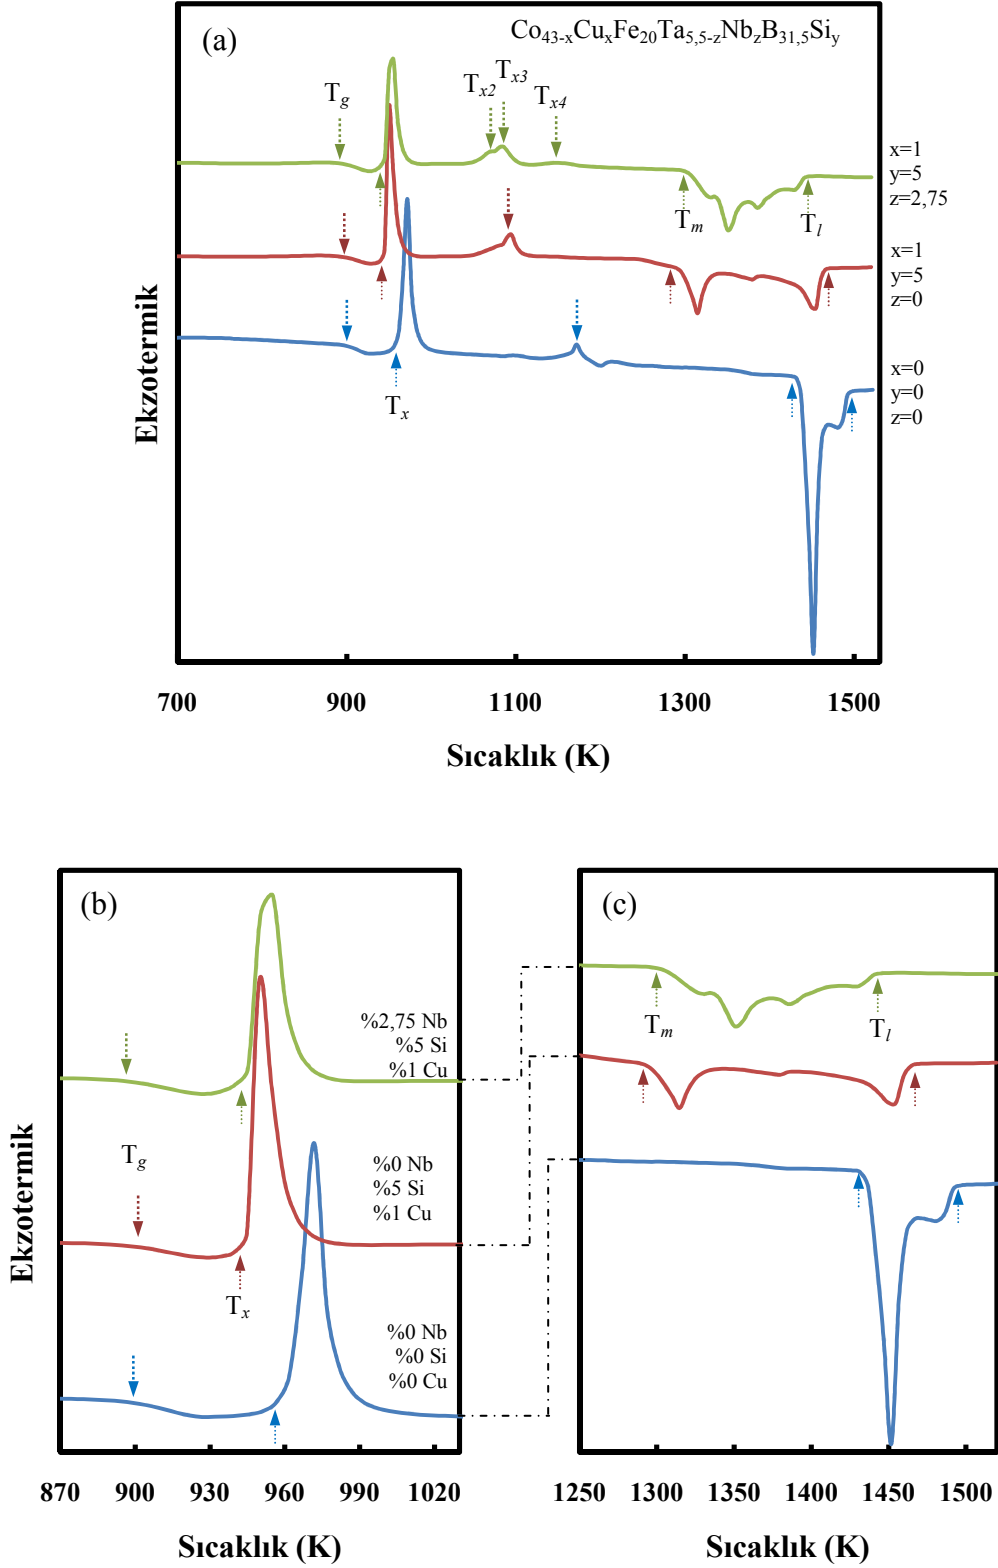 (a)
Co43-xCuxFe20Ta5,5-zNbzB31,5Siy
Tg
Tx2
Tx3
Tx4
Tm
Tl
x=1
y=5
z=2,75
x=1
y=5
z=0
x=0
y=0
z=0
Tx
Ekzotermik
700 900 1100 1300 1500
Sıcaklık (K)
(b)
%2,75 Nb
%5 Si
%1 Cu
Tg
%0 Nb
%5 Si
%1 Cu
Tx
%0 Nb
%0 Si
%0 Cu
Ekzotermik
870 900 930 960 990 1020
Sıcaklık (K)
(c)
Tm
Tl
1250 1300 1350 1400 1450 1500
Sıcaklık (K)